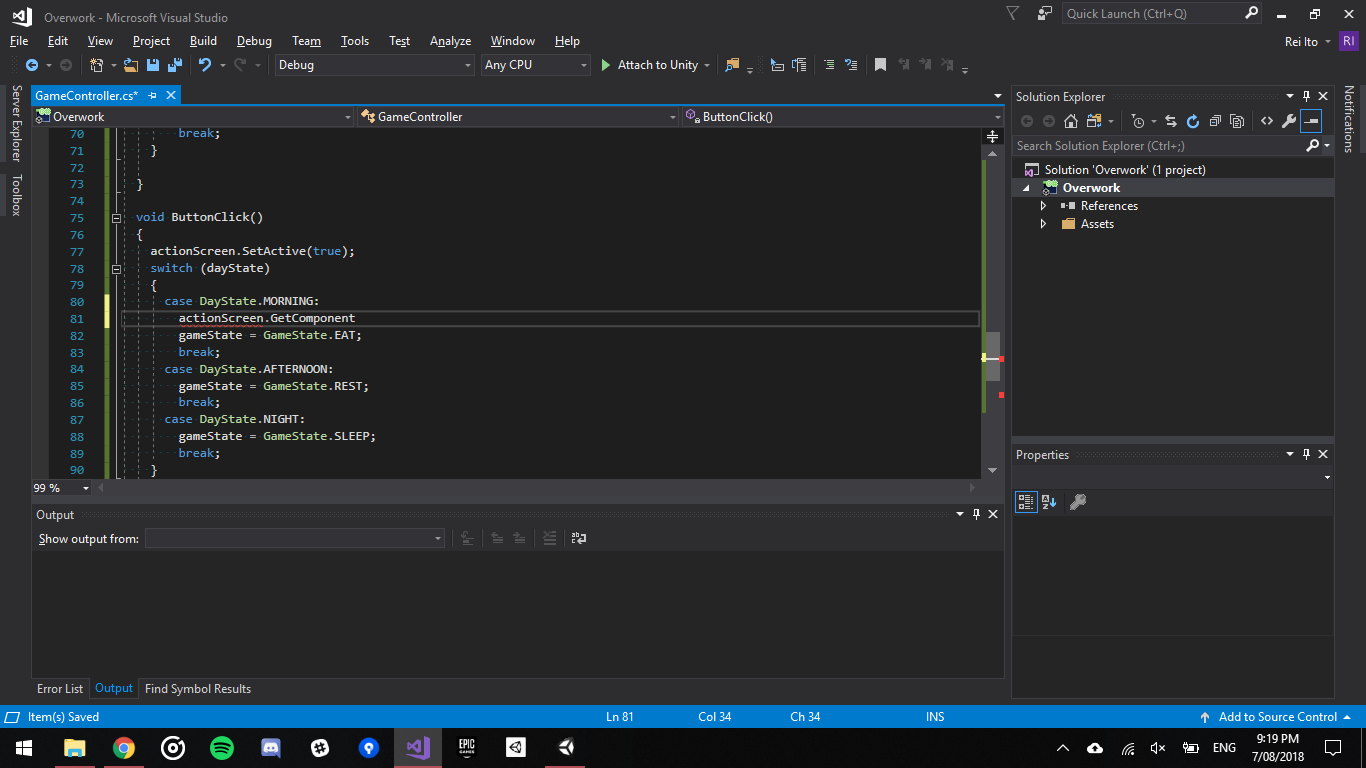 Overwork - Microsoft Visual Studio
Quick Launch (Ctrl+Q)
File Edit View Project Build Debug Team Tools Test Analyze Window Help
Rei Ito RI
Debug Any CPU Attach to Unity
Server Explorer
Toolbox
GameController.cs*
Overwork GameController ButtonClick()
70 break;
71 }
72
73 }
74
75 void ButtonClick()
76 {
77 actionScreen.SetActive(true);
78 switch (dayState)
79 {
80 case DayState.MORNING:
81 actionScreen.GetComponent
82 gameState = GameState.EAT;
83 break;
84 case DayState.AFTERNOON:
85 gameState = GameState.REST;
86 break;
87 case DayState.NIGHT:
88 gameState = GameState.SLEEP;
89 break;
90 }
99 %
Output
Show output from:
Error List Output Find Symbol Results
Solution Explorer
Search Solution Explorer (Ctrl+;)
Solution 'Overwork' (1 project)
Overwork
References
Assets
Properties
Notifications
Item(s) Saved Ln 81 Col 34 Ch 34 INS Add to Source Control
EPIC GAMES
ENG
9:19 PM
7/08/2018